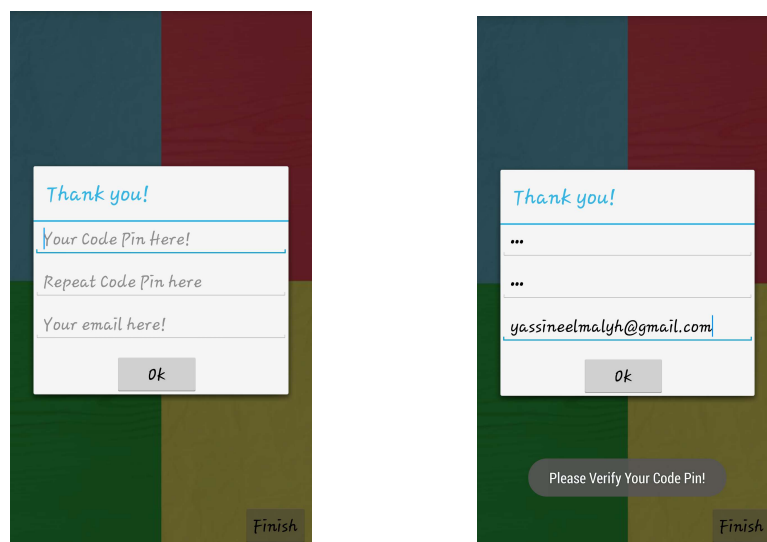 Thank you!
Your Code Pin Here!
Repeat Code Pin here
Your email here!
Ok
Finish
Thank you!
•••
•••
yassineelmalyh@gmail.com
Ok
Please Verify Your Code Pin!
Finish